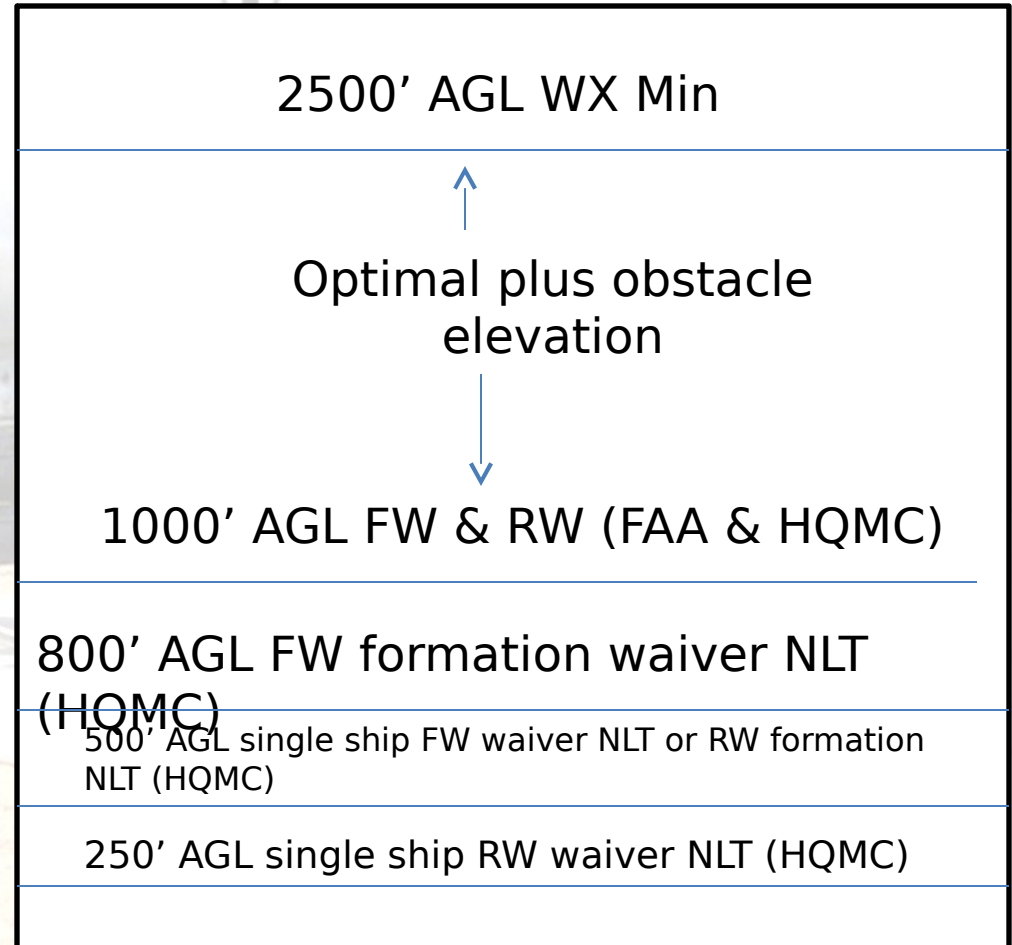 2500’ AGL WX Min
Optimal plus obstacle
elevation
1000’ AGL FW & RW (FAA & HQMC)
800’ AGL FW formation waiver NLT
(HQMC)
500’ AGL single ship FW waiver NLT or RW formation
NLT (HQMC)
250’ AGL single ship RW waiver NLT (HQMC)